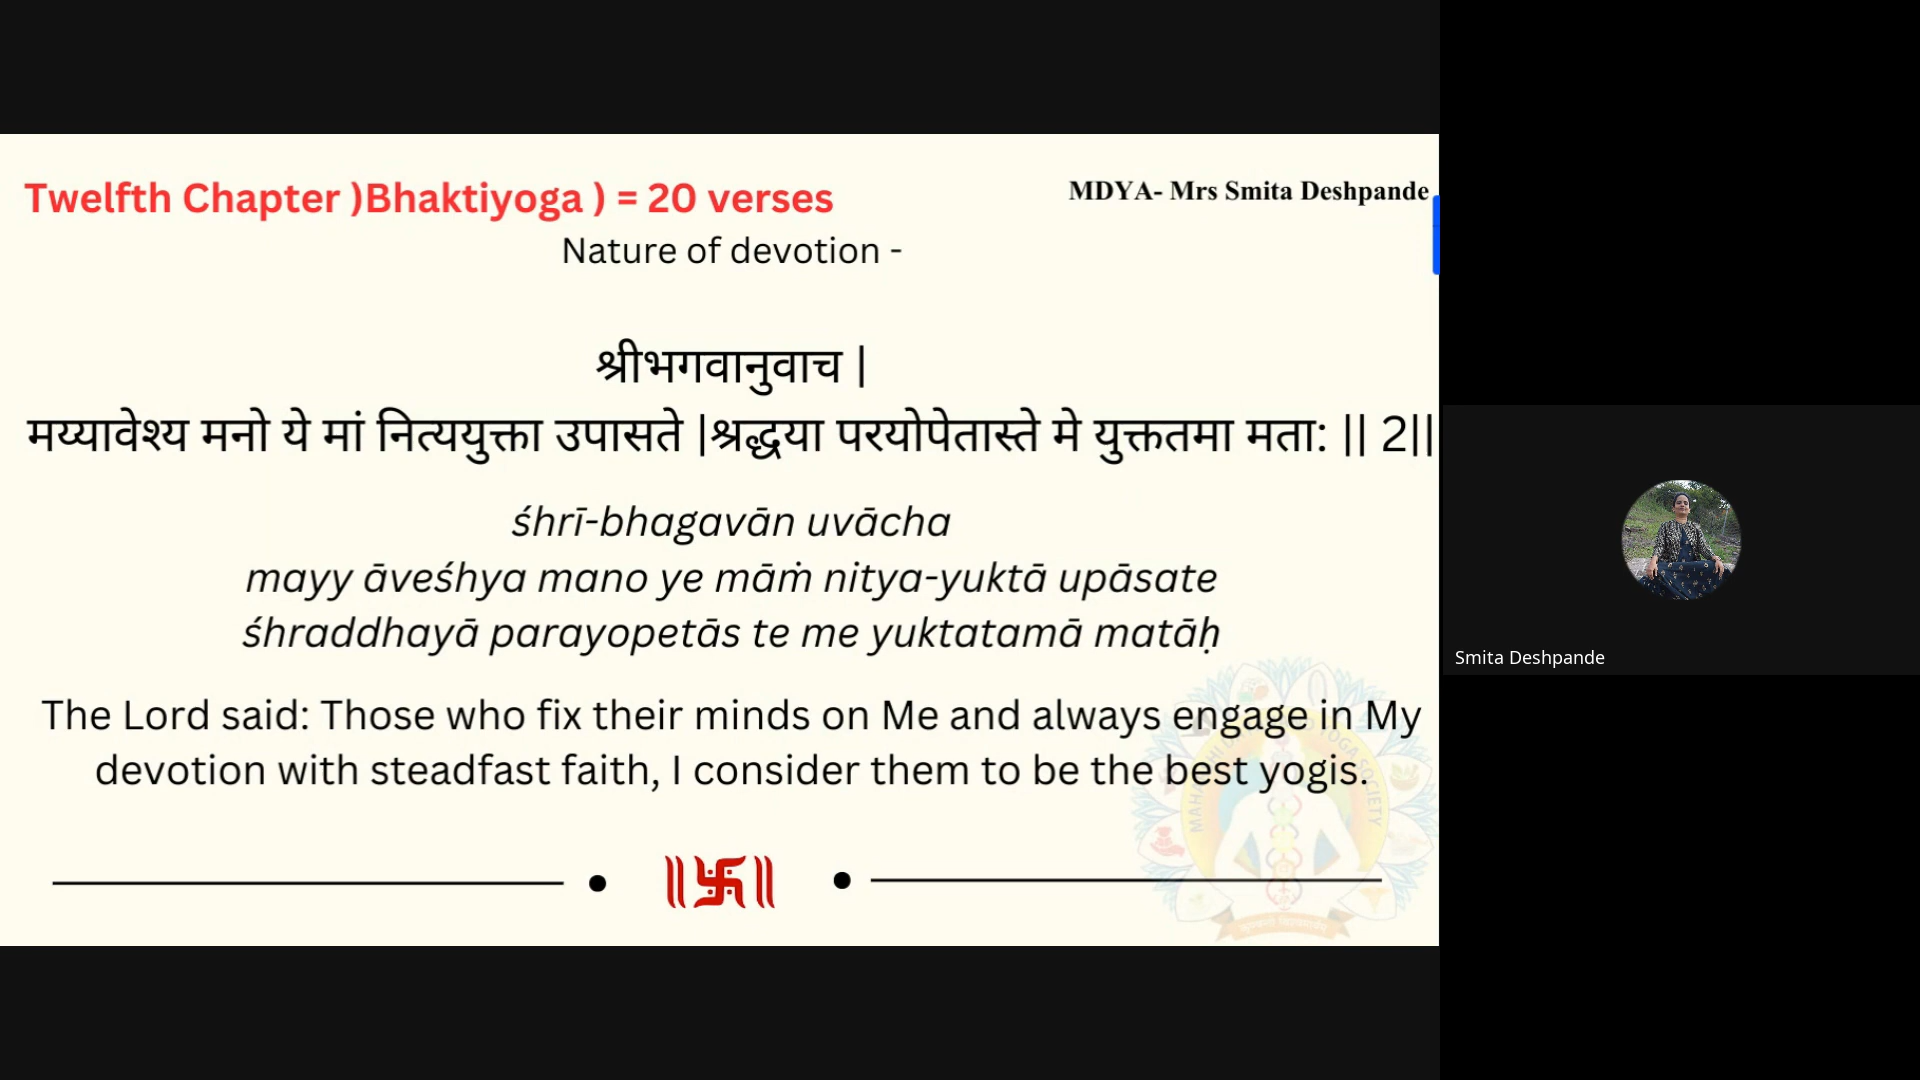 Twelfth Chapter )Bhaktiyoga ) = 20 verses
MDYA- Mrs Smita Deshpande
Nature of devotion -
श्रीभगवानुवाच |
मय्यावेश्य मनो ये मां नित्ययुक्ता उपासते |श्रद्धया परयोपेतास्ते मे युक्ततमा मता: || 2||
śhrī-bhagavān uvācha
mayy āveśhya mano ye māṁ nitya-yuktā upāsate
śhraddhayā parayopetās te me yuktatamā matāḥ
The Lord said: Those who fix their minds on Me and always engage in My
devotion with steadfast faith, I consider them to be the best yogis.
Smita Deshpande